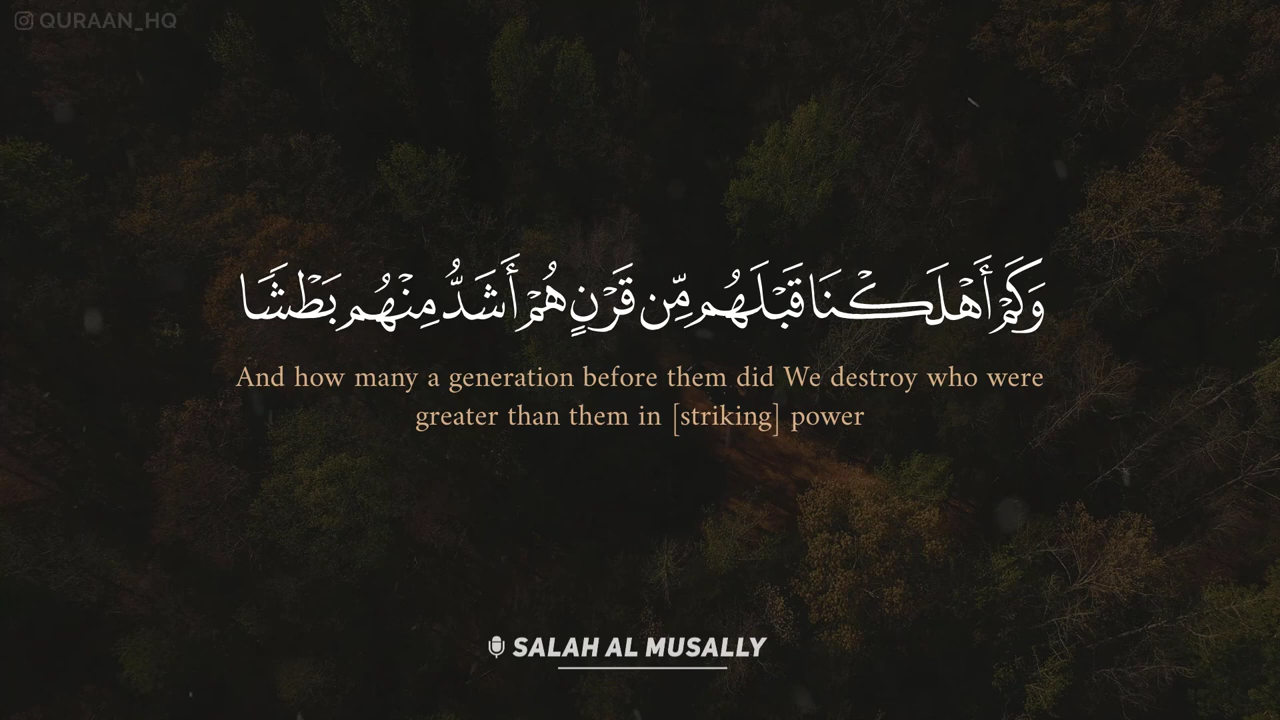 QURAAN_HQ
وَكَمْ أَهْلَكْنَا قَبْلَهُم مِّن قَرْنٍ هُمْ أَشَدُّ مِنْهُم بَطْشًا
And how many a generation before them did We destroy who were
greater than them in [striking] power
SALAH AL MUSALLY